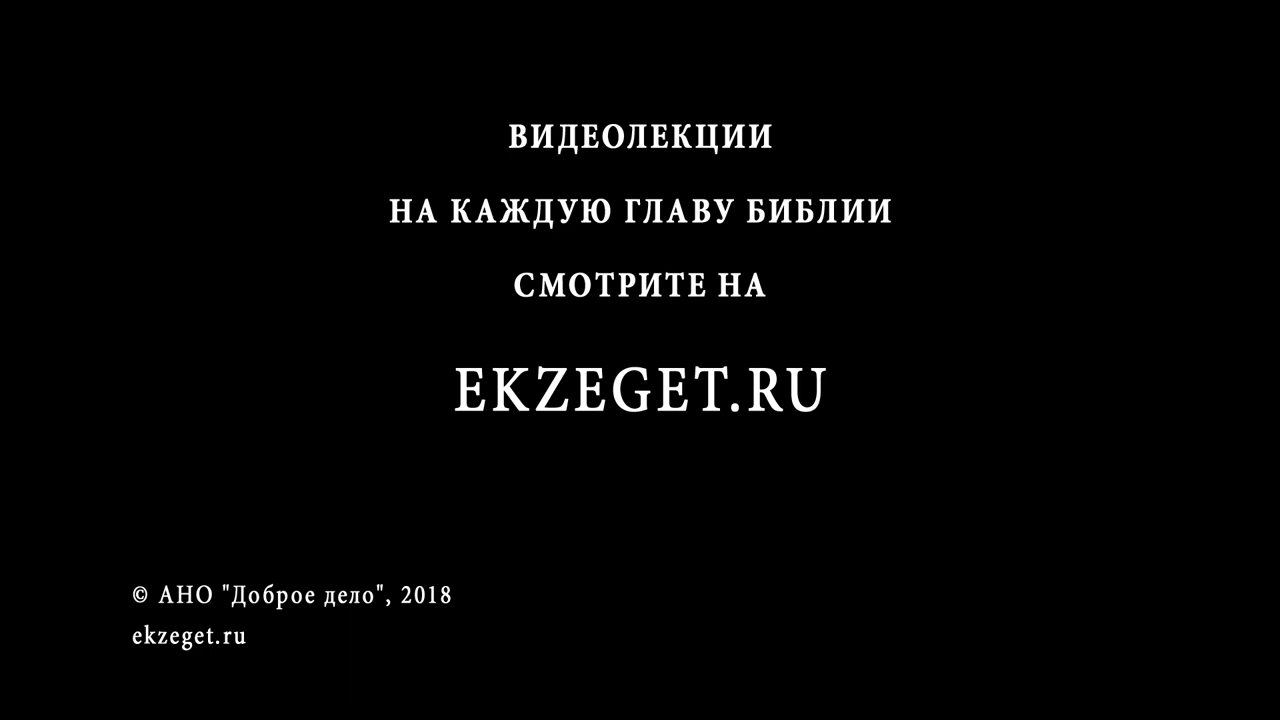 ВИДЕОЛЕКЦИИ
НА КАЖДУЮ ГЛАВУ БИБЛИИ
СМОТРИТЕ НА
EKZEGET.RU
© АНО "Доброе дело", 2018
ekzeget.ru